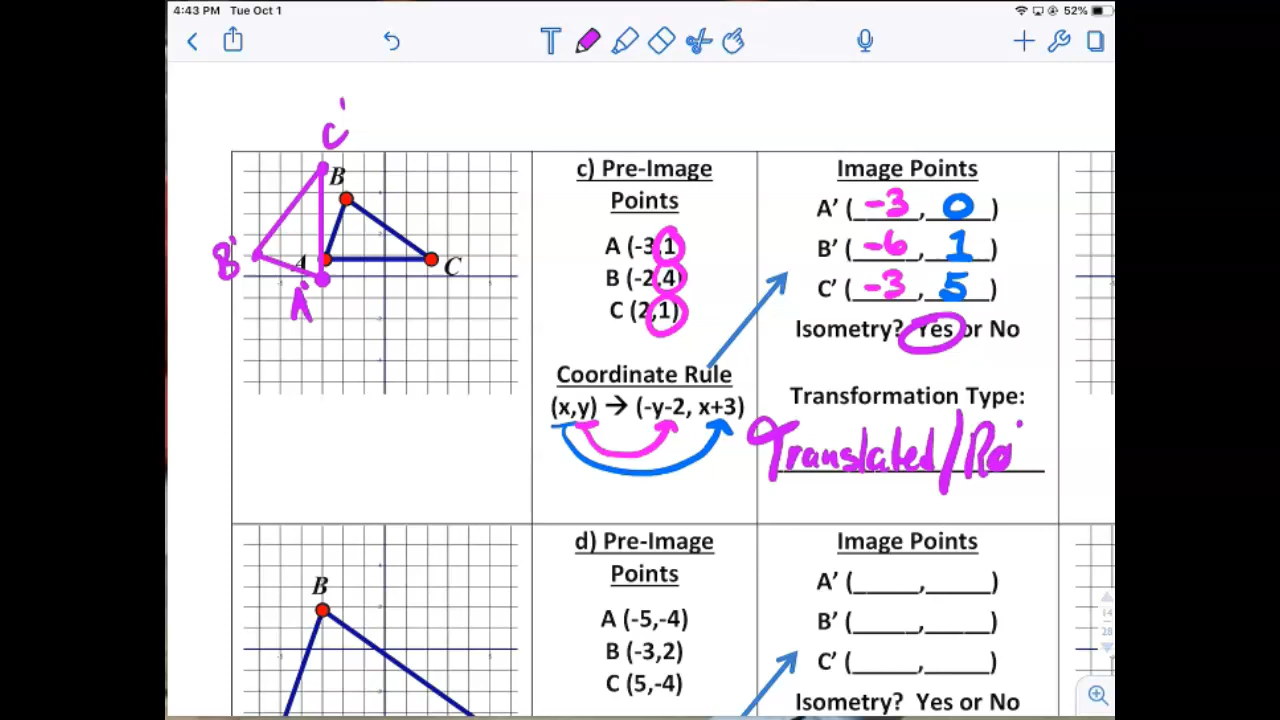 4:43 PM Tue Oct 1
52%
T
C'
B
B'
A
C
A'
c) Pre-Image
Points
A (-3,1)
B (-2,4)
C (2,1)
Coordinate Rule
(x,y) → (-y-2, x+3)
Image Points
A' (-3, 0)
B' (-6, 1)
C' (-3, 5)
Isometry? Yes or No
Transformation Type:
Translated/Ro
B
d) Pre-Image
Points
A (-5,-4)
B (-3,2)
C (5,-4)
Image Points
A' (_____,_____)
B' (_____,_____)
C' (_____,_____)
Isometry? Yes or No
14
28